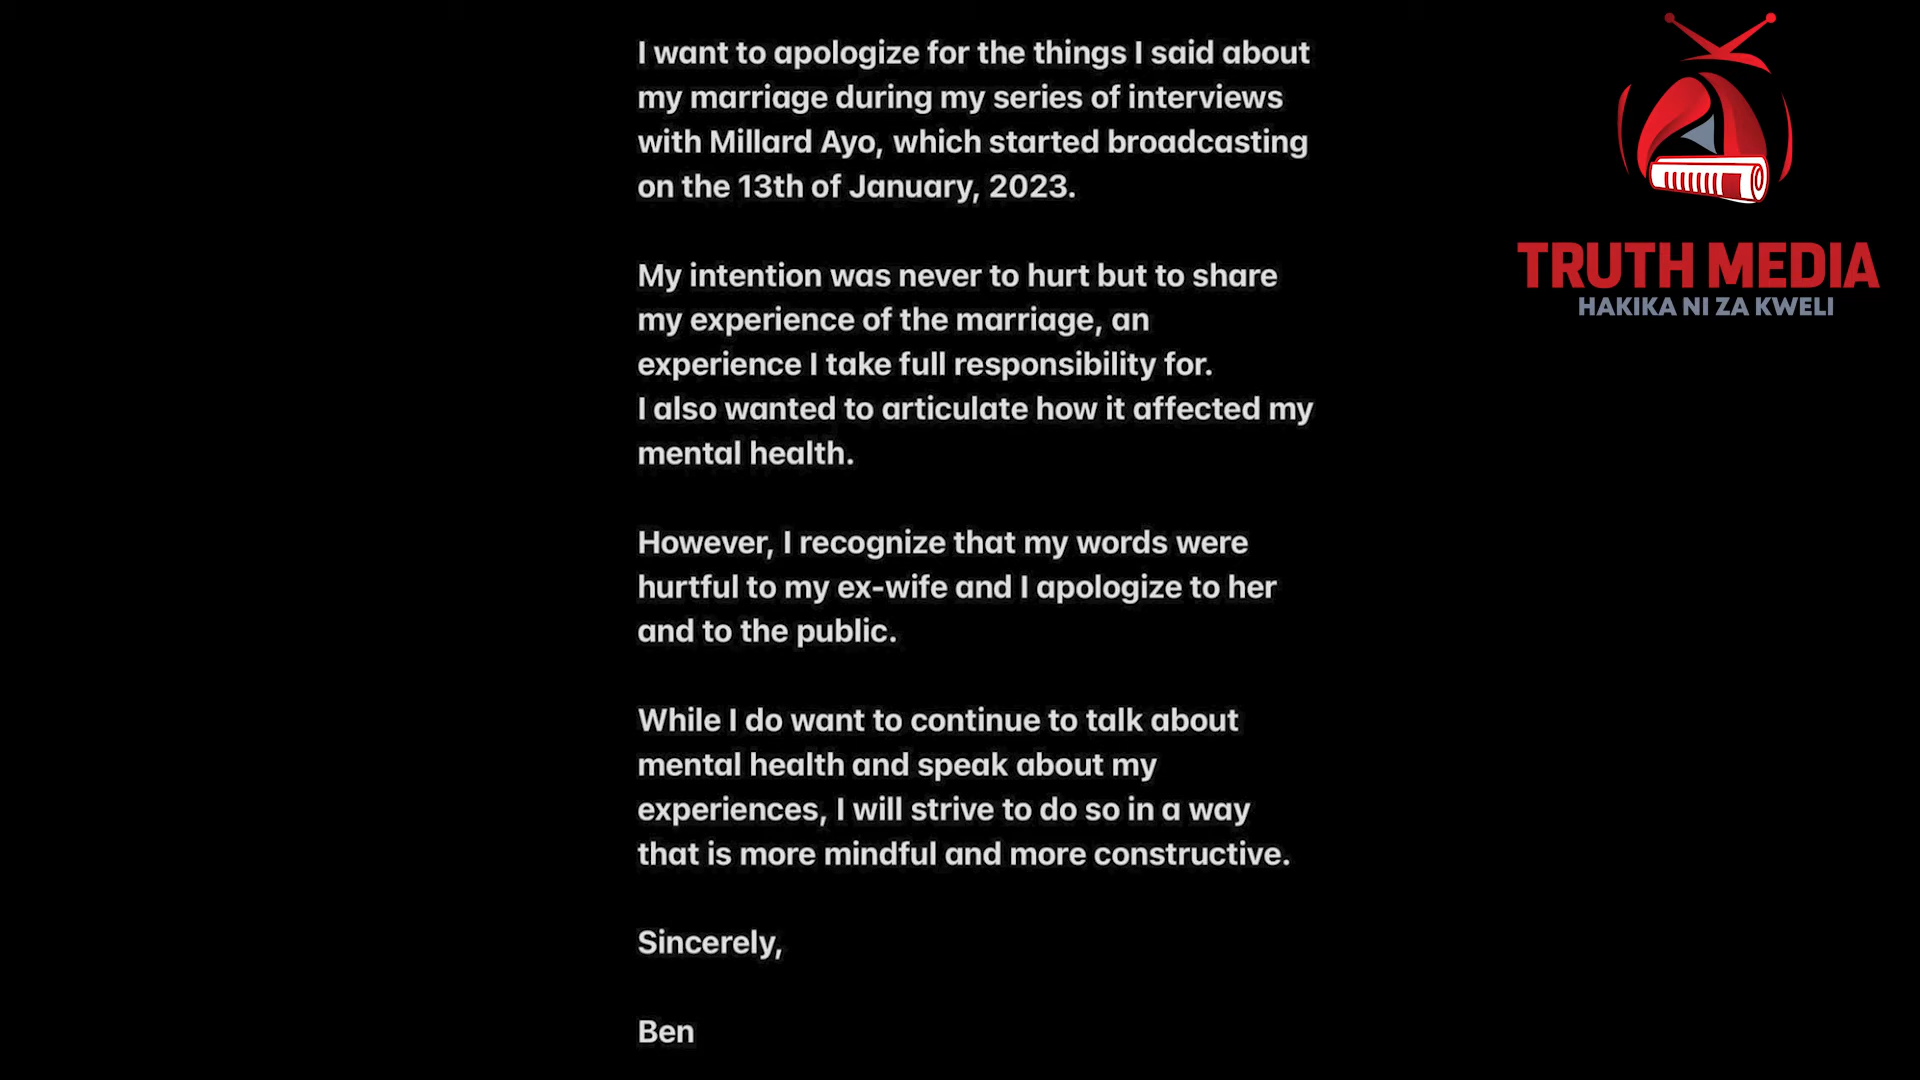 I want to apologize for the things I said about
my marriage during my series of interviews
with Millard Ayo, which started broadcasting
on the 13th of January, 2023.
My intention was never to hurt but to share
my experience of the marriage, an
experience I take full responsibility for.
I also wanted to articulate how it affected my
mental health.
However, I recognize that my words were
hurtful to my ex-wife and I apologize to her
and to the public.
While I do want to continue to talk about
mental health and speak about my
experiences, I will strive to do so in a way
that is more mindful and more constructive.
Sincerely,
Ben
TRUTH MEDIA
HAKIKA NI ZA KWELI